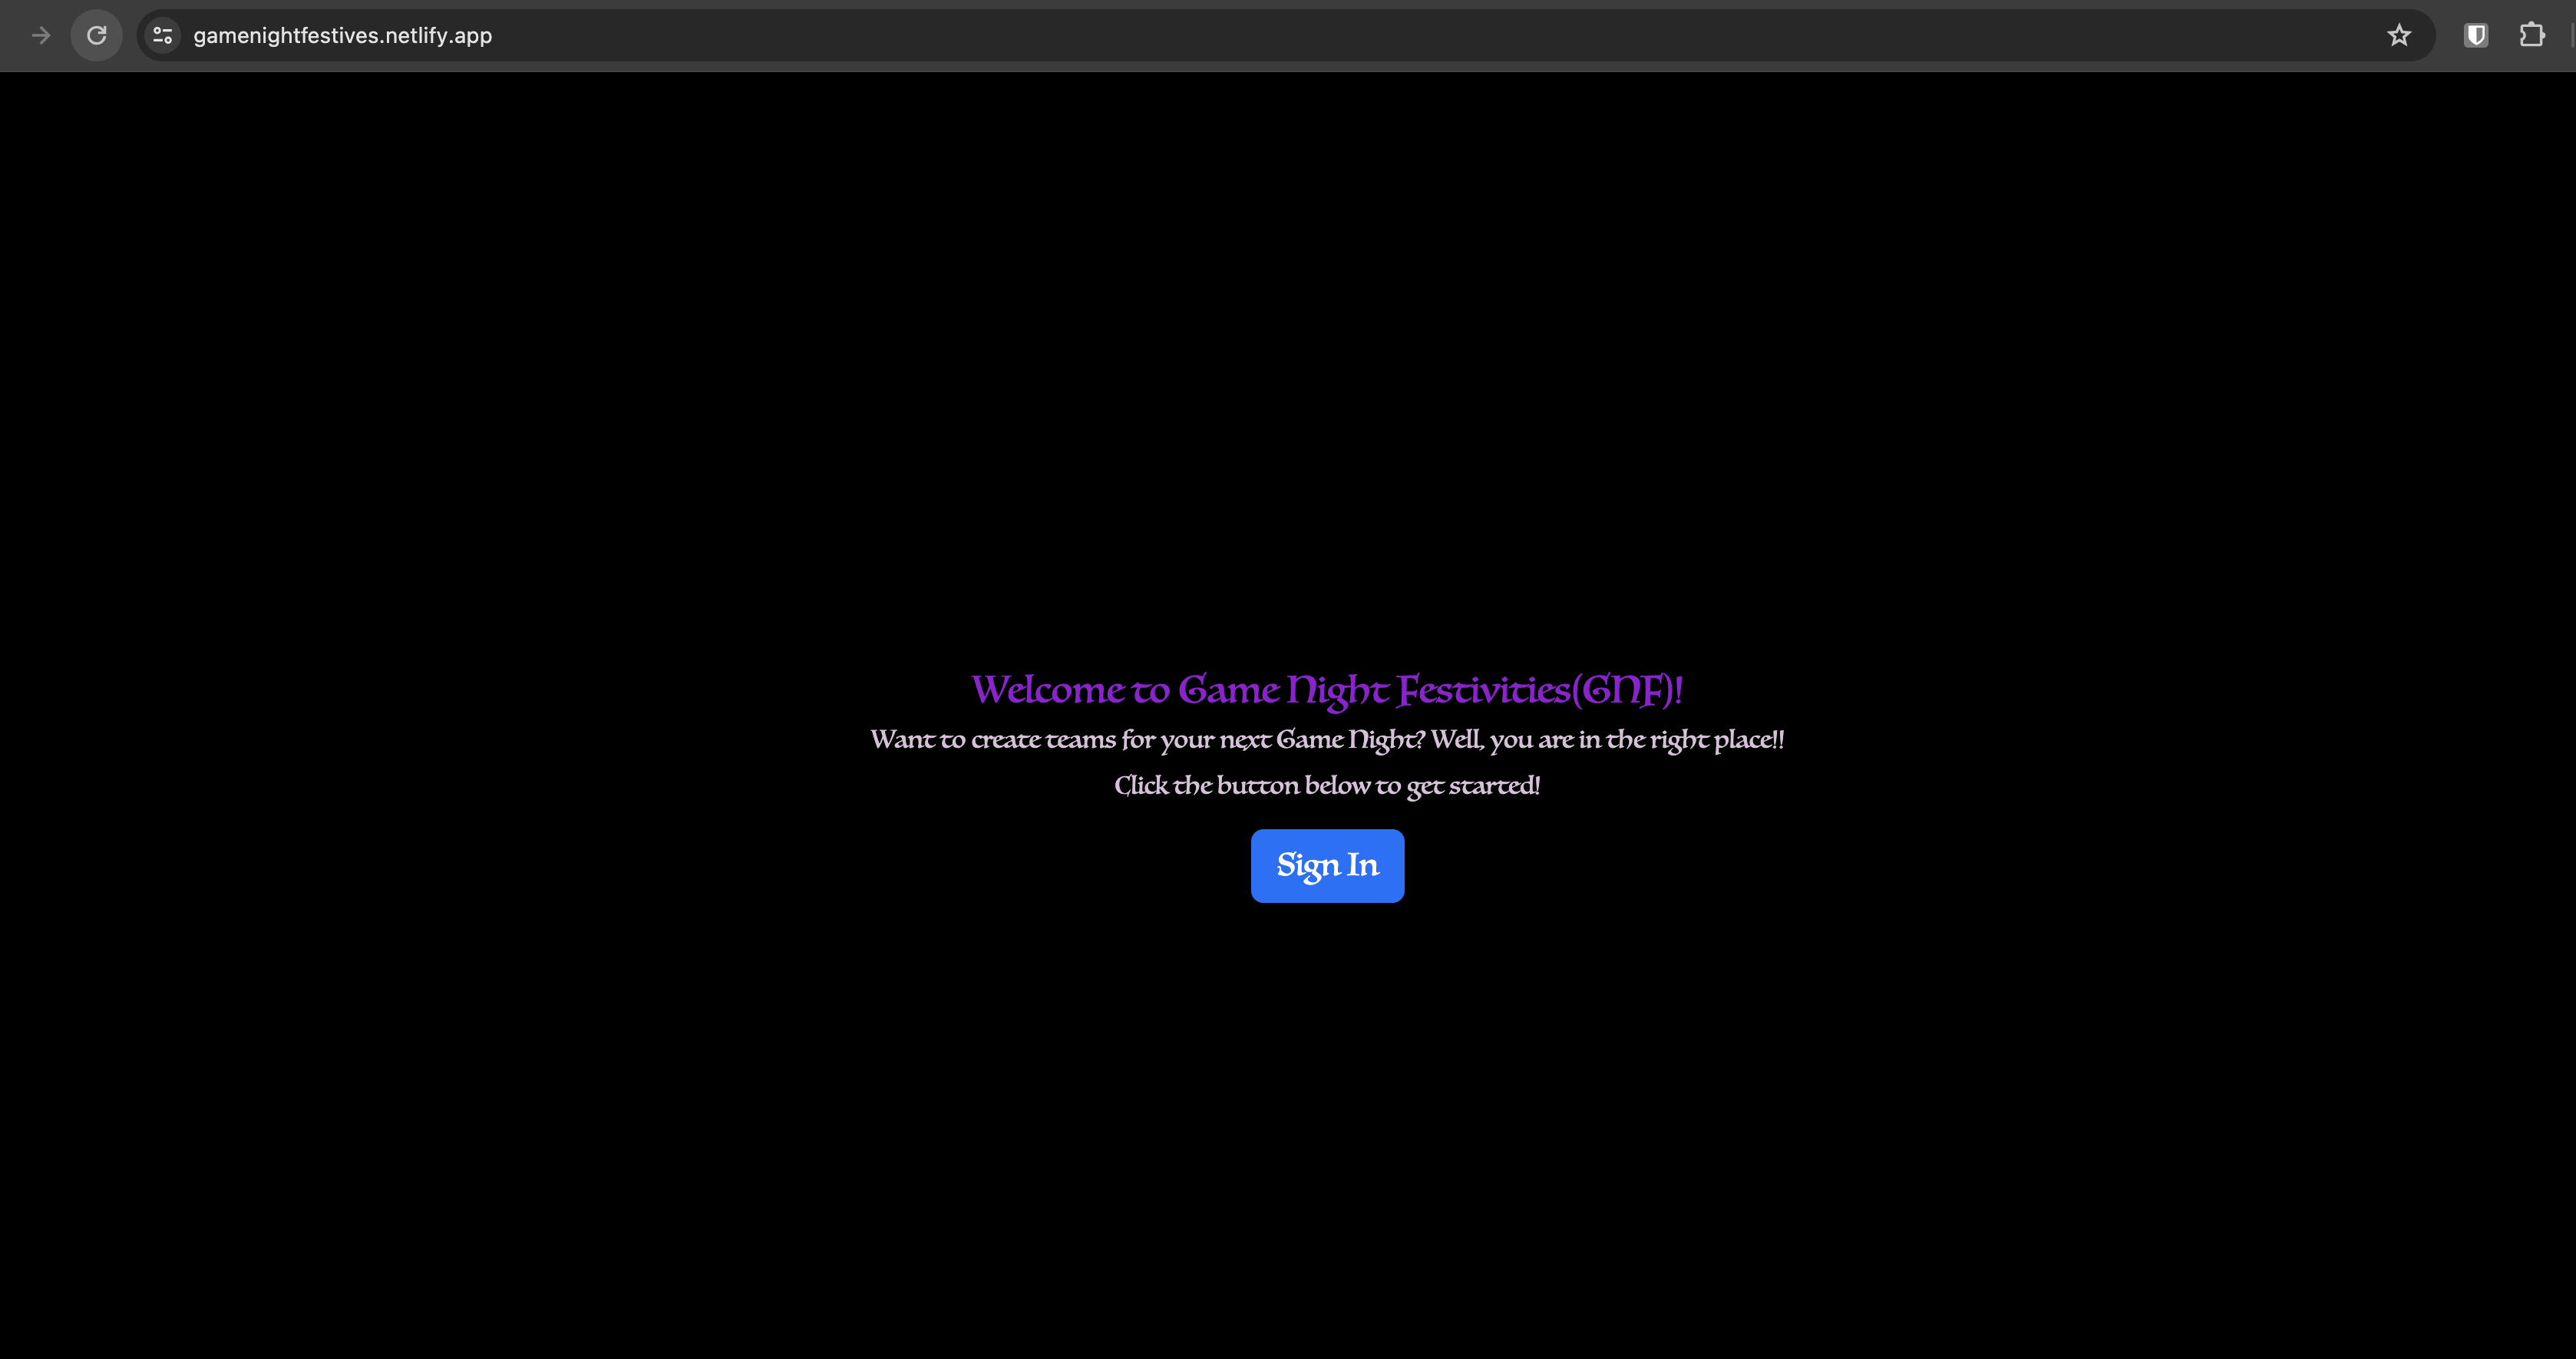 gamenightfestives.netlify.app
Welcome to Game Night Festivities(GNF)!
Want to create teams for your next Game Night? Well, you are in the right place!!
Click the button below to get started!
Sign In